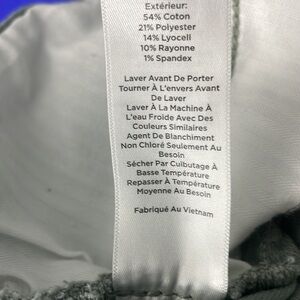 Extérieur:
54% Coton
21% Polyester
14% Lyocell
10% Rayonne
1% Spandex
Laver Avant De Porter
Tourner À L'envers Avant
De Laver
Laver À La Machine À
L'eau Froide Avec Des
Couleurs Similaires
Agent De Blanchiment
Non Chloré Seulement Au
Besoin
Sécher Par Culbutage À
Basse Température
Repasser À Température
Moyenne Au Besoin
Fabriqué Au Vietnam